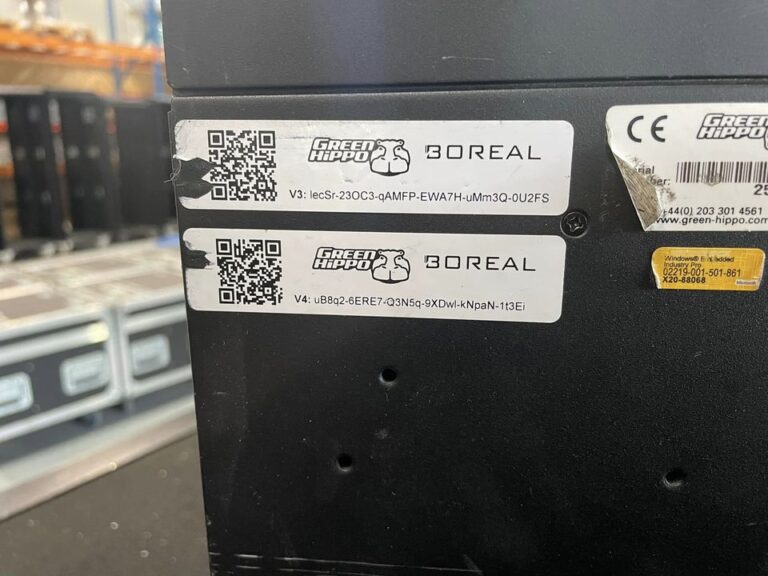 GREEN HIPPO BOREAL
V3: lecSr-23OC3-qAMFP-EWA7H-uMm3Q-0U2FS
GREEN HIPPO BOREAL
V4: uB8q2-6ERE7-Q3N5q-9XDwl-kNpaN-1t3Ei
CE GREEN HIPPO
25
44(0) 203 301 4561
www.green-hippo.com
Windows® Embedded
Industry Pro
02219-001-501-861
X20-88068
Microsoft